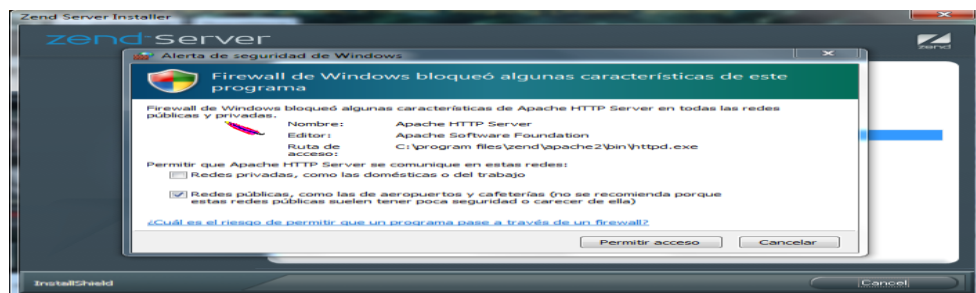 Zend Server Installer
zend server
zend
Alerta de seguridad de Windows
Firewall de Windows bloqueó algunas características de este
programa
Firewall de Windows bloqueó algunas características de Apache HTTP Server en todas las redes
públicas y privadas.
Nombre: Apache HTTP Server
Editor: Apache Software Foundation
Ruta de acceso: C:\program files\zend\apache2\bin\httpd.exe
Permitir que Apache HTTP Server se comunique en estas redes:
Redes privadas, como las domésticas o del trabajo
Redes públicas, como las de aeropuertos y cafeterías (no se recomienda porque
estas redes públicas suelen tener poca seguridad o carecer de ella)
¿Cuál es el riesgo de permitir que un programa pase a través de un firewall?
Permitir acceso Cancelar
InstallShield Cancel